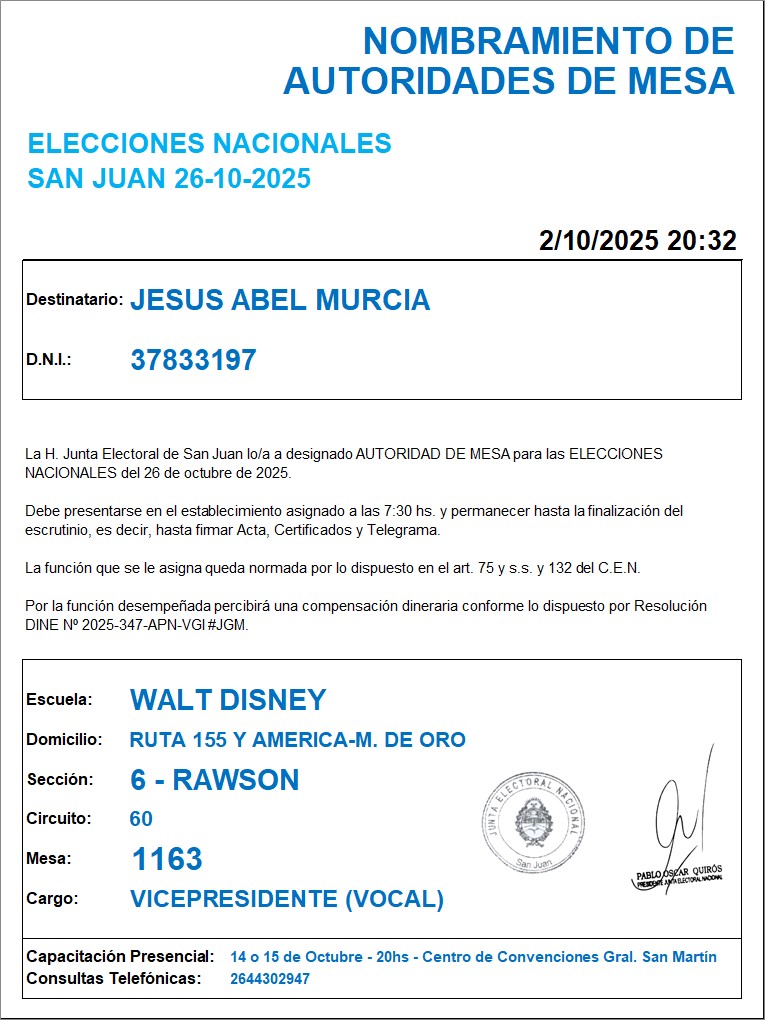 NOMBRAMIENTO DE
AUTORIDADES DE MESA
ELECCIONES NACIONALES
SAN JUAN 26-10-2025
2/10/2025 20:32
Destinatario: JESUS ABEL MURCIA
D.N.I.: 37833197
La H. Junta Electoral de San Juan lo/a a designado AUTORIDAD DE MESA para las ELECCIONES
NACIONALES del 26 de octubre de 2025.
Debe presentarse en el establecimiento asignado a las 7:30 hs. y permanecer hasta la finalización del
escrutinio, es decir, hasta firmar Acta, Certificados y Telegrama.
La función que se le asigna queda normada por lo dispuesto en el art. 75 y s.s. y 132 del C.E.N.
Por la función desempeñada percibirá una compensación dineraria conforme lo dispuesto por Resolución
DINE Nº 2025-347-APN-VGI#JGM.
Escuela: WALT DISNEY
Domicilio: RUTA 155 Y AMERICA-M. DE ORO
Sección: 6 - RAWSON
Circuito: 60
Mesa: 1163
Cargo: VICEPRESIDENTE (VOCAL)
JUNTA ELECTORAL NACIONAL
San Juan
PABLO OSCAR QUIRÓS
PRESIDENTE JUNTA ELECTORAL NACIONAL
Capacitación Presencial: 14 o 15 de Octubre - 20hs - Centro de Convenciones Gral. San Martín
Consultas Telefónicas: 2644302947